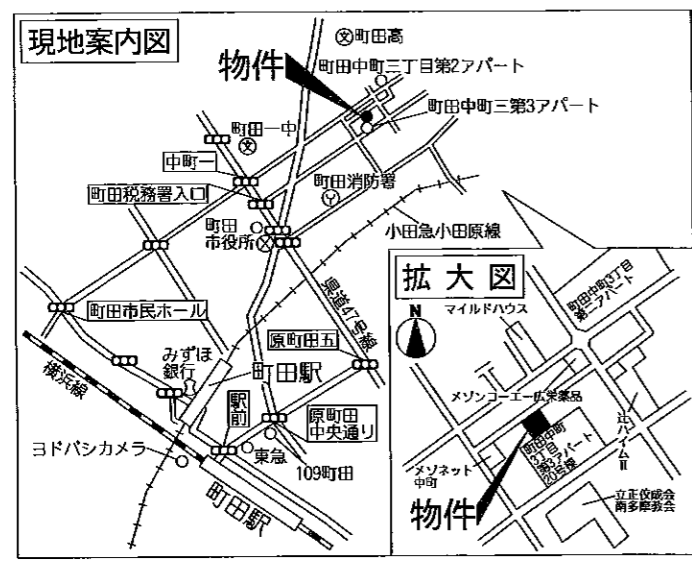 現地案内図
文町田高
物件
町田中町三丁目第2アパート
町田中町三第3アパート
町田一中
文
中町一
町田税務署入口
町田消防署
Y
町田
市役所
小田急小田原線
県道47号線
町田市民ホール
原町田五
みずほ
銀行
町田駅
横浜線
駅前
原町田
中央通り
ヨドバシカメラ
東急
109町田
町田駅
拡大図
N
マイルドハウス
町田中町3丁目
第二アパート
メゾンコーエー広栄薬品
辻ハイムⅡ
町田中町
3丁目
第3アパート
20号棟
メゾネット
中町
物件
立正佼成会
南多摩教会